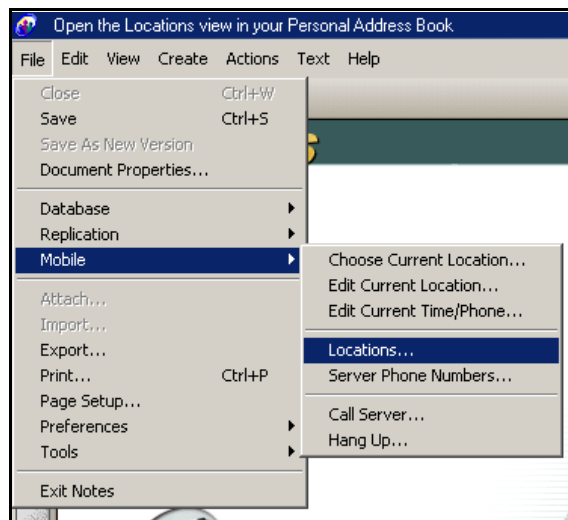 Open the Locations view in your Personal Address Book
File Edit View Create Actions Text Help
Close Ctrl+W
Save Ctrl+S
Save As New Version
Document Properties...
Database
Replication
Mobile
Attach...
Import...
Export...
Print... Ctrl+P
Page Setup...
Preferences
Tools
Exit Notes
Choose Current Location...
Edit Current Location...
Edit Current Time/Phone...
Locations...
Server Phone Numbers...
Call Server...
Hang Up...